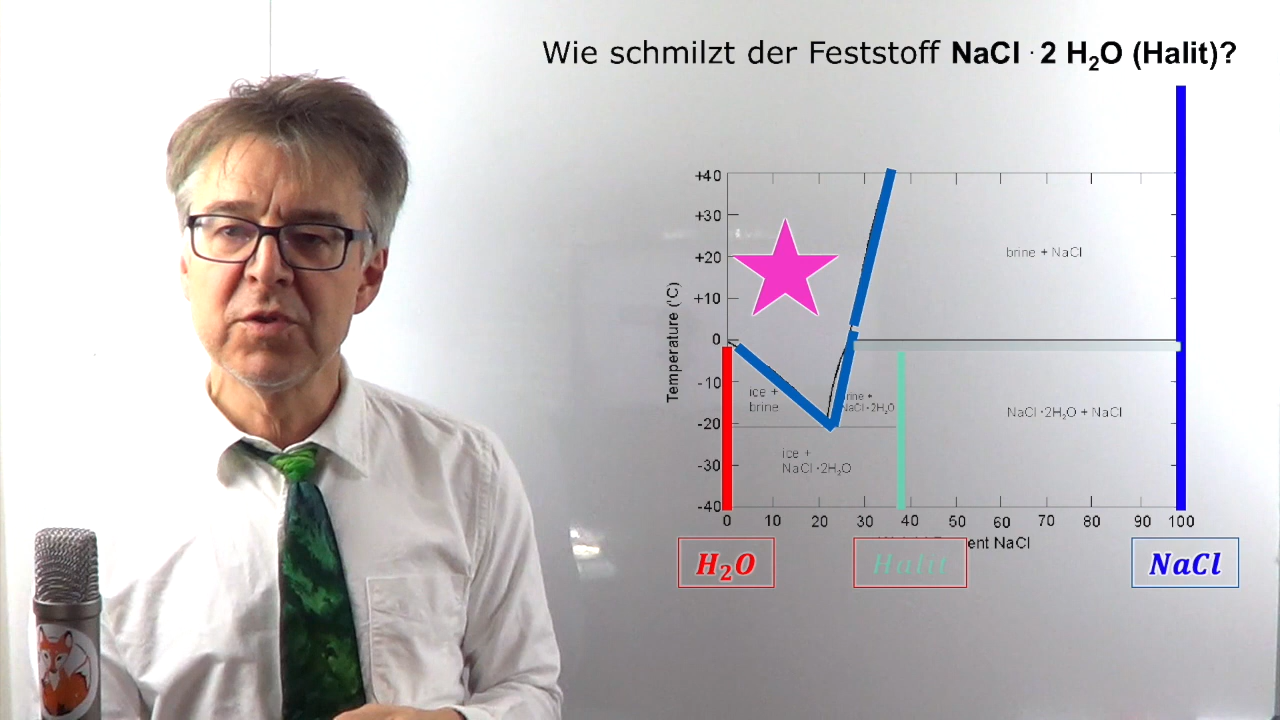 Wie schmilzt der Feststoff NaCl · 2 H₂O (Halit)?
+40
+30
+20
+10
0
-10
-20
-30
-40
Temperature (°C)
brine + NaCl
ice +
brine
NaCl·2H₂O
NaCl·2H₂O + NaCl
ice +
NaCl·2H₂O
0 10 20 30 40 50 60 70 80 90 100
NaCl
H₂O
Halit
NaCl